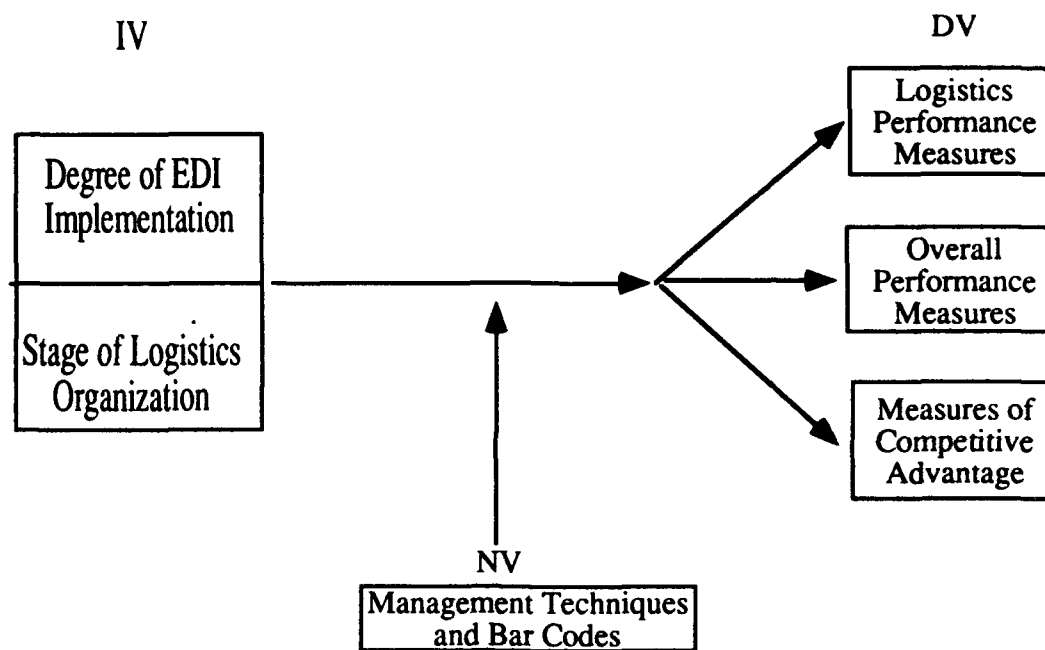 IV
DV
Degree of EDI
Implementation
Stage of Logistics
Organization
Logistics
Performance
Measures
Overall
Performance
Measures
Measures of
Competitive
Advantage
NV
Management Techniques
and Bar Codes